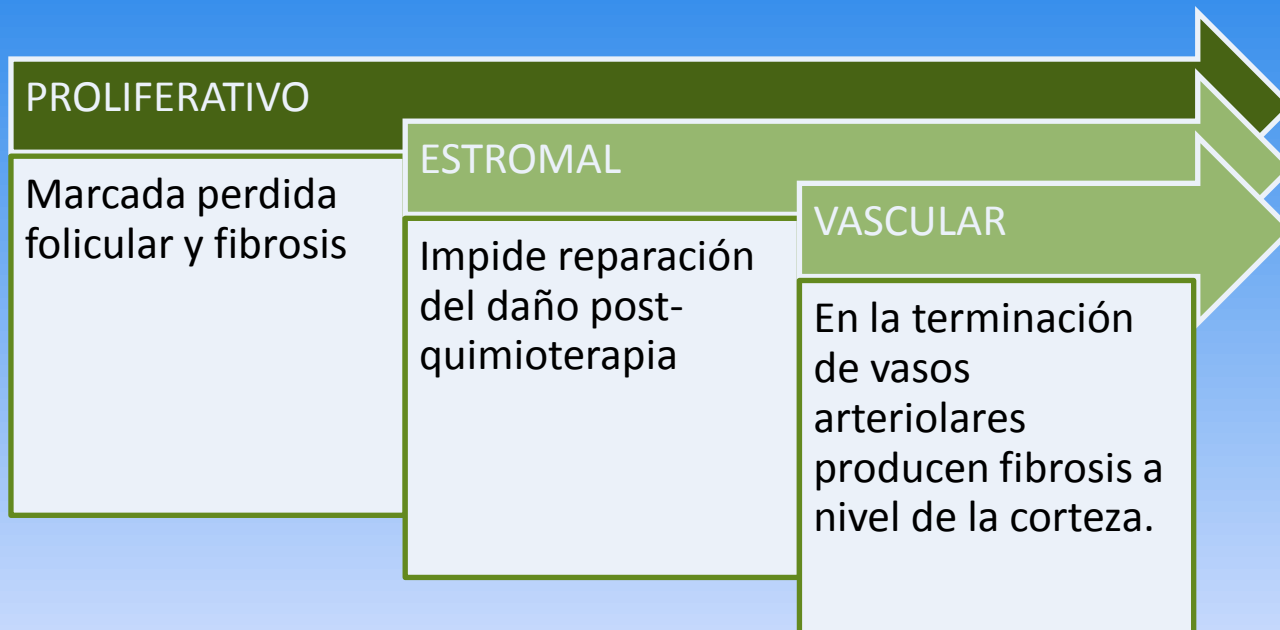 PROLIFERATIVO
Marcada perdida
folicular y fibrosis
ESTROMAL
Impide reparación
del daño post-
quimioterapia
VASCULAR
En la terminación
de vasos
arteriolares
producen fibrosis a
nivel de la corteza.